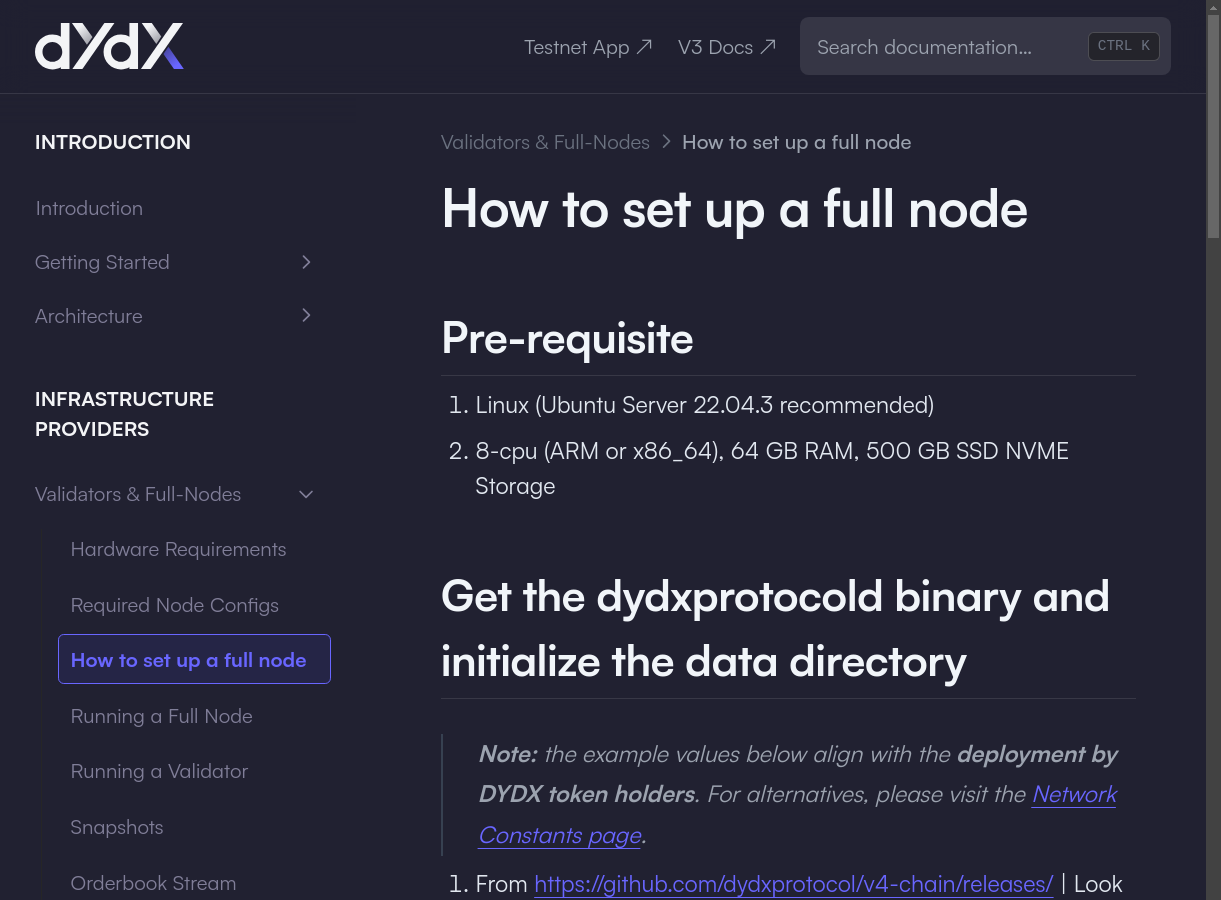 dYdX
Testnet App
V3 Docs
Search documentation...
CTRL K
INTRODUCTION
Introduction
Getting Started
Architecture
INFRASTRUCTURE
PROVIDERS
Validators & Full-Nodes
Hardware Requirements
Required Node Configs
How to set up a full node
Running a Full Node
Running a Validator
Snapshots
Orderbook Stream
Validators & Full-Nodes > How to set up a full node
How to set up a full node
Pre-requisite
1. Linux (Ubuntu Server 22.04.3 recommended)
2. 8-cpu (ARM or x86_64), 64 GB RAM, 500 GB SSD NVME
Storage
Get the dydxprotocold binary and
initialize the data directory
Note: the example values below align with the deployment by
DYDX token holders. For alternatives, please visit the Network
Constants page.
1. From https://github.com/dydxprotocol/v4-chain/releases/ | Look